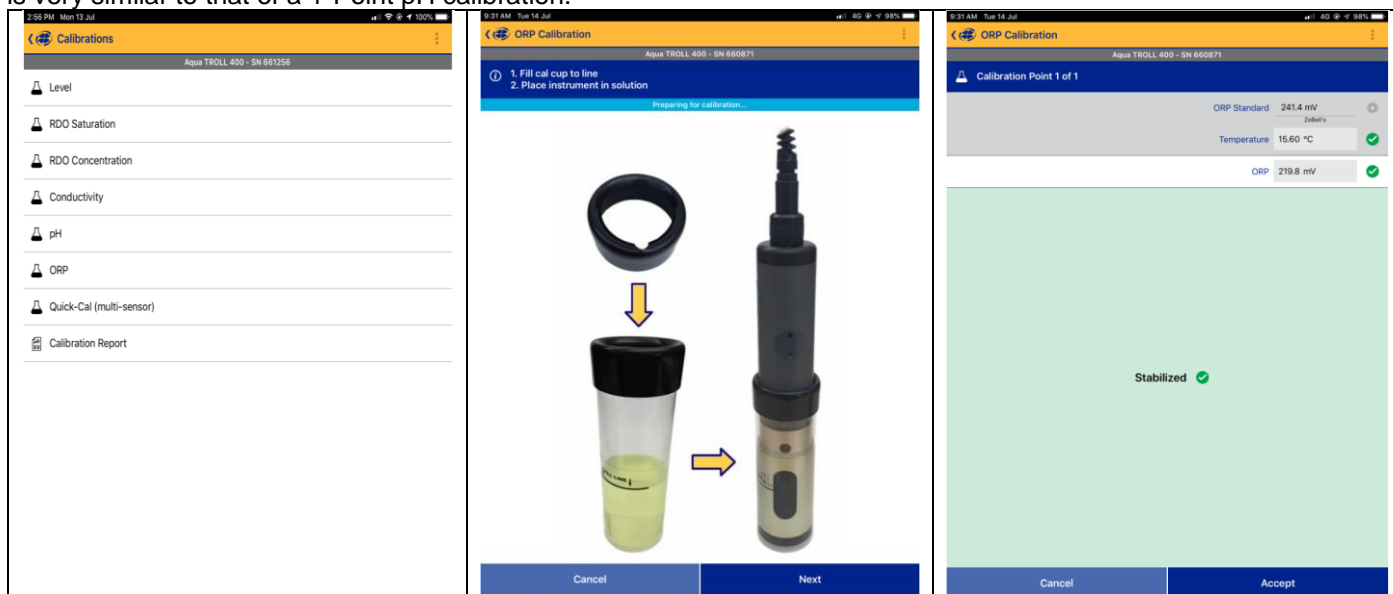 is very similar to that of a 1 Point pH calibration.
2:56 PM Mon 13 Jul
100%
Calibrations
Aqua TROLL 400 - SN 661256
Level
RDO Saturation
RDO Concentration
Conductivity
pH
ORP
Quick-Cal (multi-sensor)
Calibration Report
9:31 AM Tue 14 Jul
4G 98%
ORP Calibration
Aqua TROLL 400 - SN 660871
1. Fill cal cup to line
2. Place instrument in solution
Preparing for calibration...
FILL LINE
Cancel Next
9:31 AM Tue 14 Jul
4G 98%
ORP Calibration
Aqua TROLL 400 - SN 660871
Calibration Point 1 of 1
ORP Standard 241.4 mV
ZoBell's
Temperature 15.60 °C
ORP 219.8 mV
Stabilized
Cancel Accept